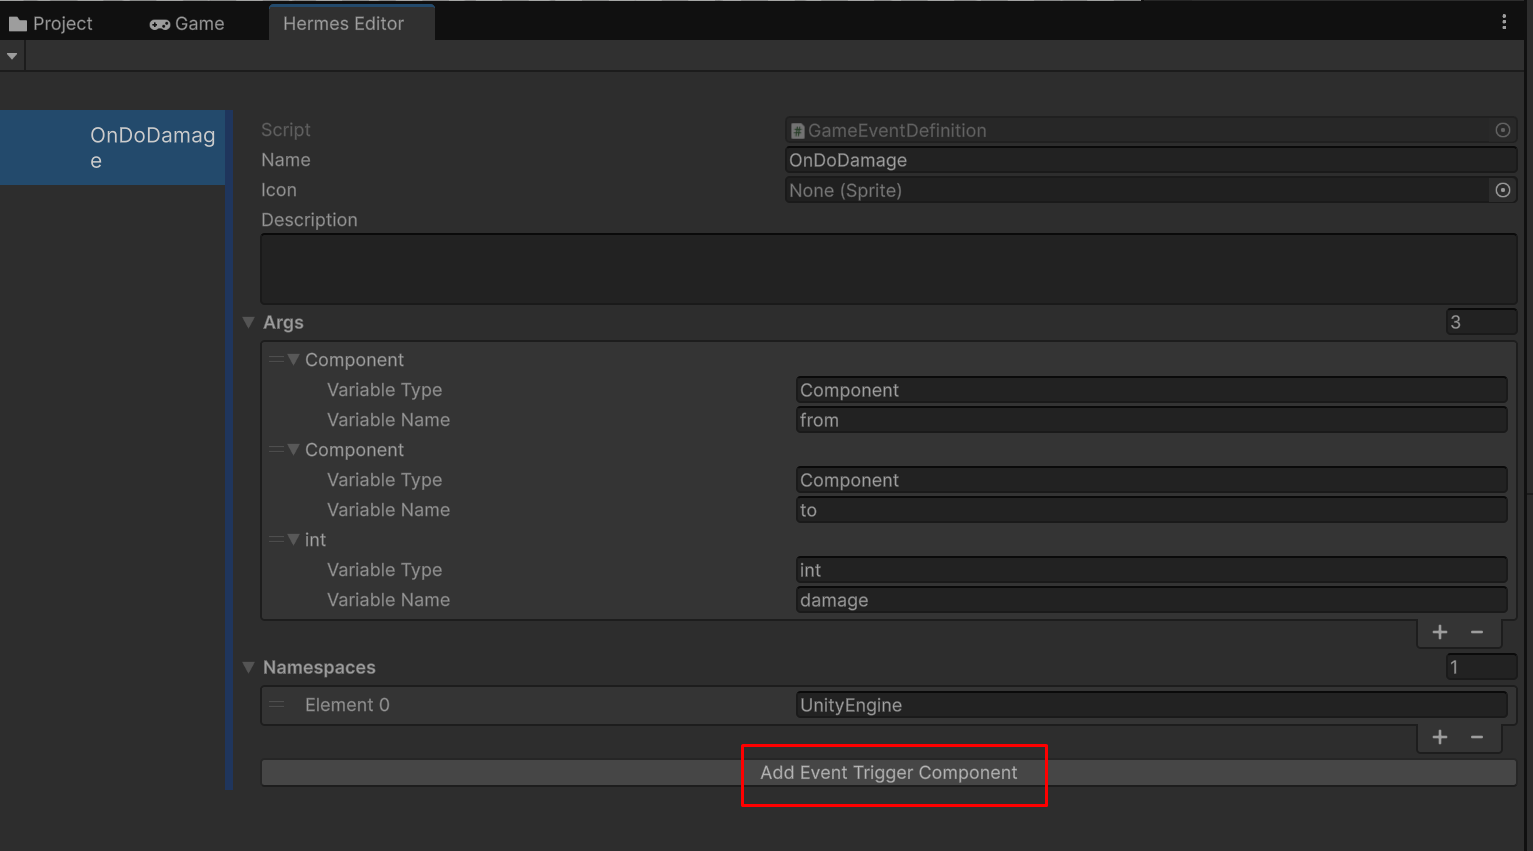 Project
Game
Hermes Editor
OnDoDamag
e
Script
# GameEventDefinition
Name
OnDoDamage
Icon
None (Sprite)
Description
Args
3
Component
Variable Type
Component
Variable Name
from
Component
Variable Type
Component
Variable Name
to
int
Variable Type
int
Variable Name
damage
+ −
Namespaces
1
Element 0
UnityEngine
+ −
Add Event Trigger Component